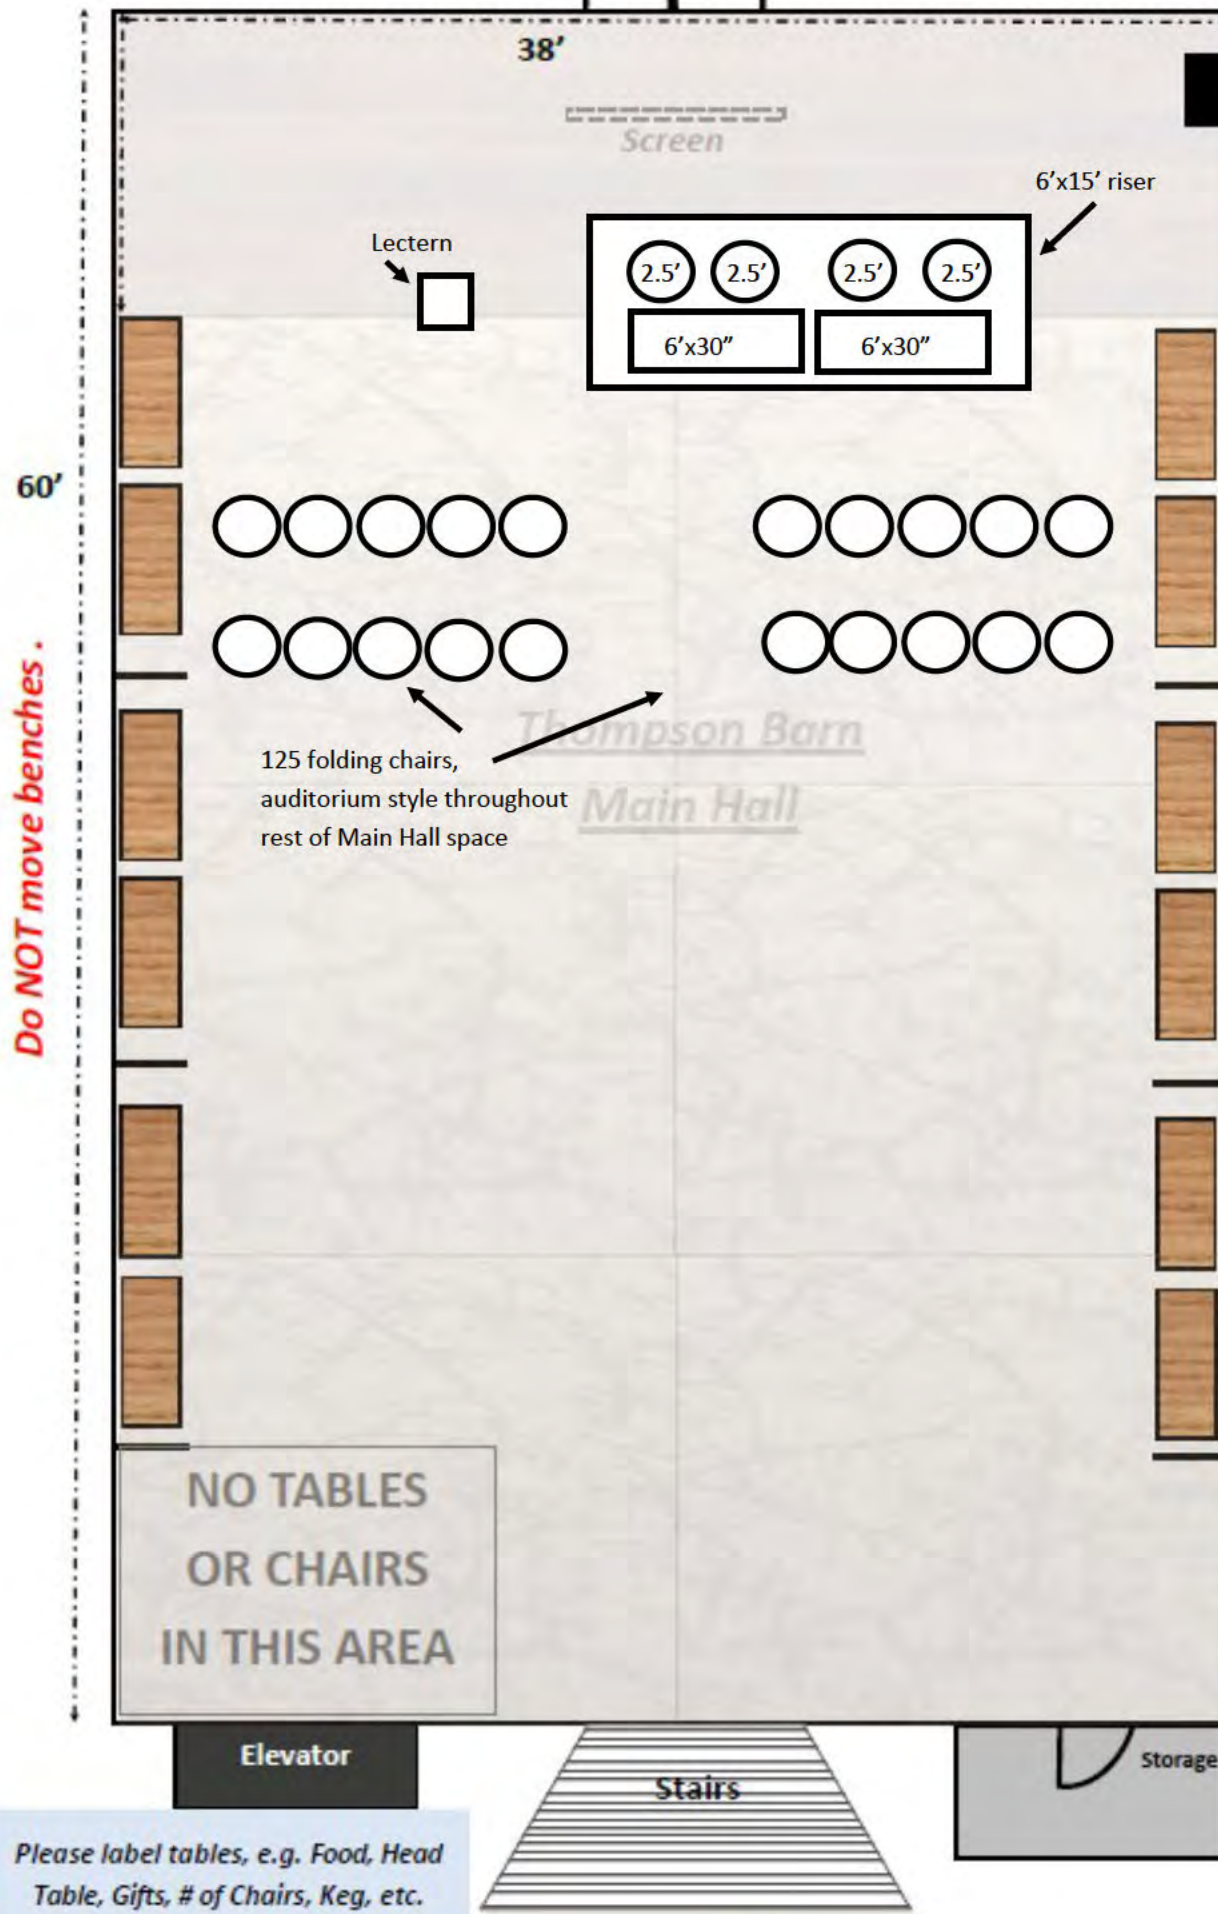 38’
Screen
6’x15’ riser
Lectern
2.5’ 2.5’ 2.5’ 2.5’
6’x30” 6’x30”
60’
Do NOT move benches .
Thompson Barn
Main Hall
125 folding chairs,
auditorium style throughout
rest of Main Hall space
NO TABLES
OR CHAIRS
IN THIS AREA
Elevator
Stairs
Storage
Please label tables, e.g. Food, Head
Table, Gifts, # of Chairs, Keg, etc.